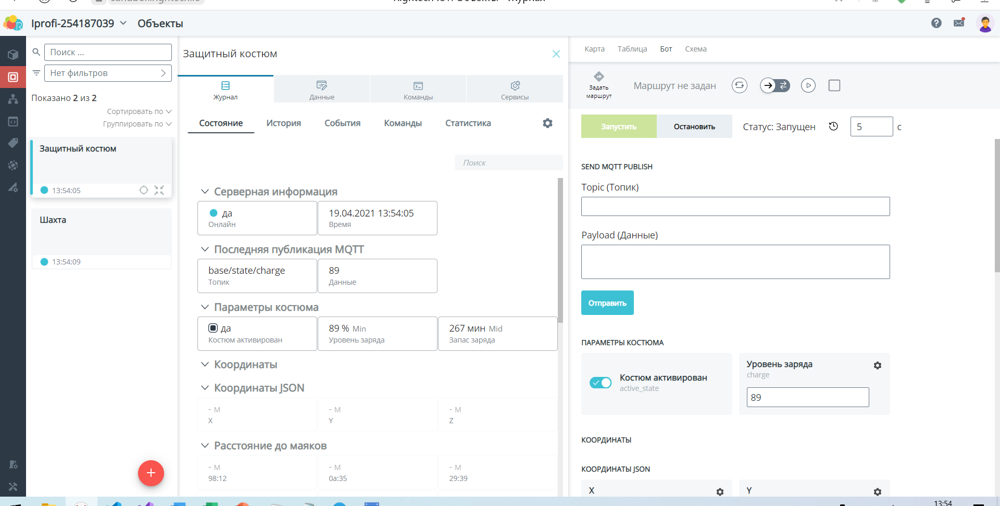 Iprofi-254187039
Объекты
Поиск ...
Нет фильтров
Показано 2 из 2
Сортировать по
Группировать по
Защитный костюм
13:54:05
Шахта
13:54:09
Защитный костюм
Журнал
Данные
Команды
Сервисы
Состояние
История
События
Команды
Статистика
Поиск
Серверная информация
да
Онлайн
19.04.2021 13:54:05
Время
Последняя публикация MQTT
base/state/charge
Топик
89
Данные
Параметры костюма
да
Костюм активирован
89 % Min
Уровень заряда
267 мин Mid
Запас заряда
Координаты
Координаты JSON
- М
X
- М
Y
- М
Z
Расстояние до маяков
- М
98:12
- М
0a:35
- М
29:39
Карта
Таблица
Бот
Схема
Задать
маршрут
Маршрут не задан
Запустить
Остановить
Статус: Запущен
5
с
SEND MQTT PUBLISH
Topic (Топик)
Payload (Данные)
Отправить
ПАРАМЕТРЫ КОСТЮМА
Костюм активирован
active_state
Уровень заряда
charge
89
КООРДИНАТЫ
КООРДИНАТЫ JSON
X
Y
13:54